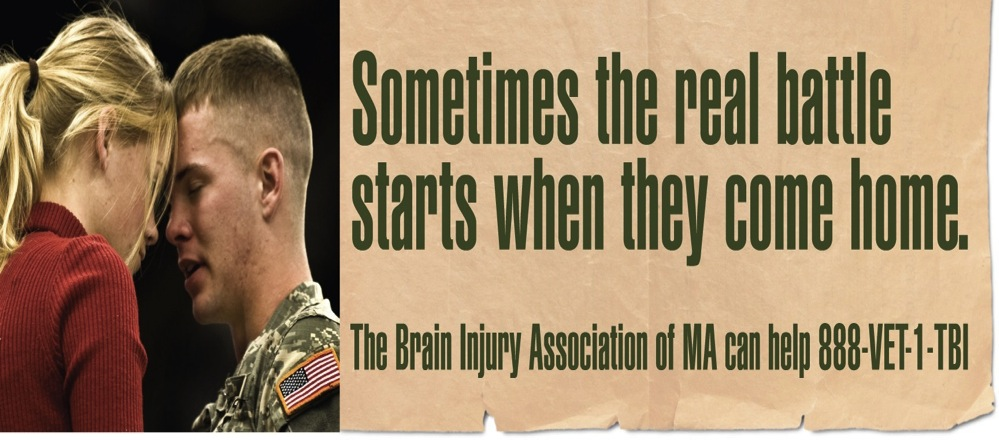 Sometimes the real battle
starts when they come home.
The Brain Injury Association of MA can help 888-VET-1-TBI